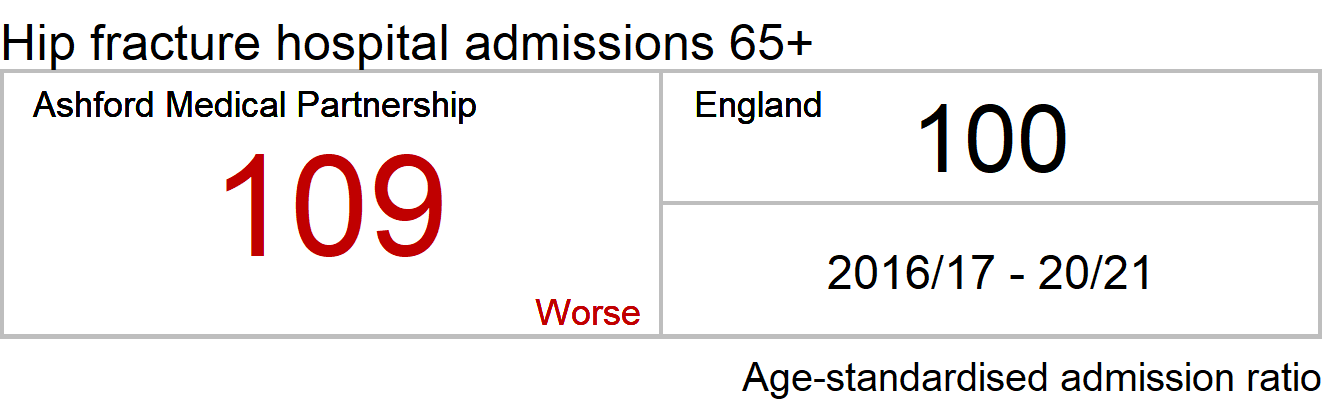 Hip fracture hospital admissions 65+
Ashford Medical Partnership
109
Worse
England
100
2016/17 - 20/21
Age-standardised admission ratio